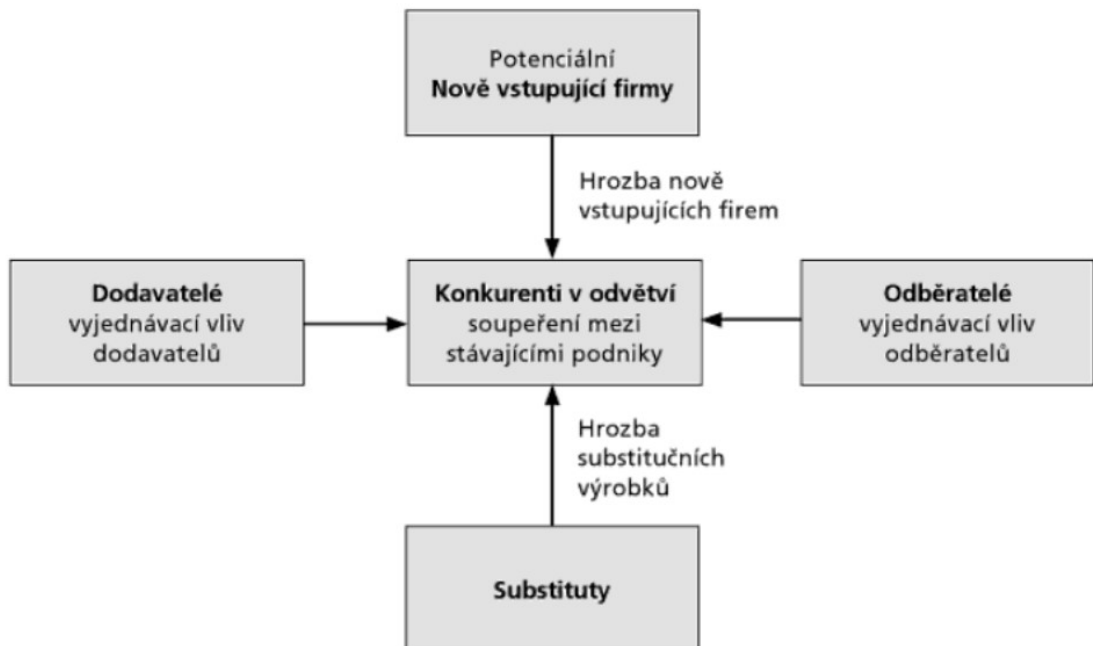 Potenciální
Nově vstupující firmy
Hrozba nově
vstupujících firem
Dodavatelé
vyjednávací vliv
dodavatelů
Konkurenti v odvětví
soupeření mezi
stávajícími podniky
Odběratelé
vyjednávací vliv
odběratelů
Hrozba
substitučních
výrobků
Substituty